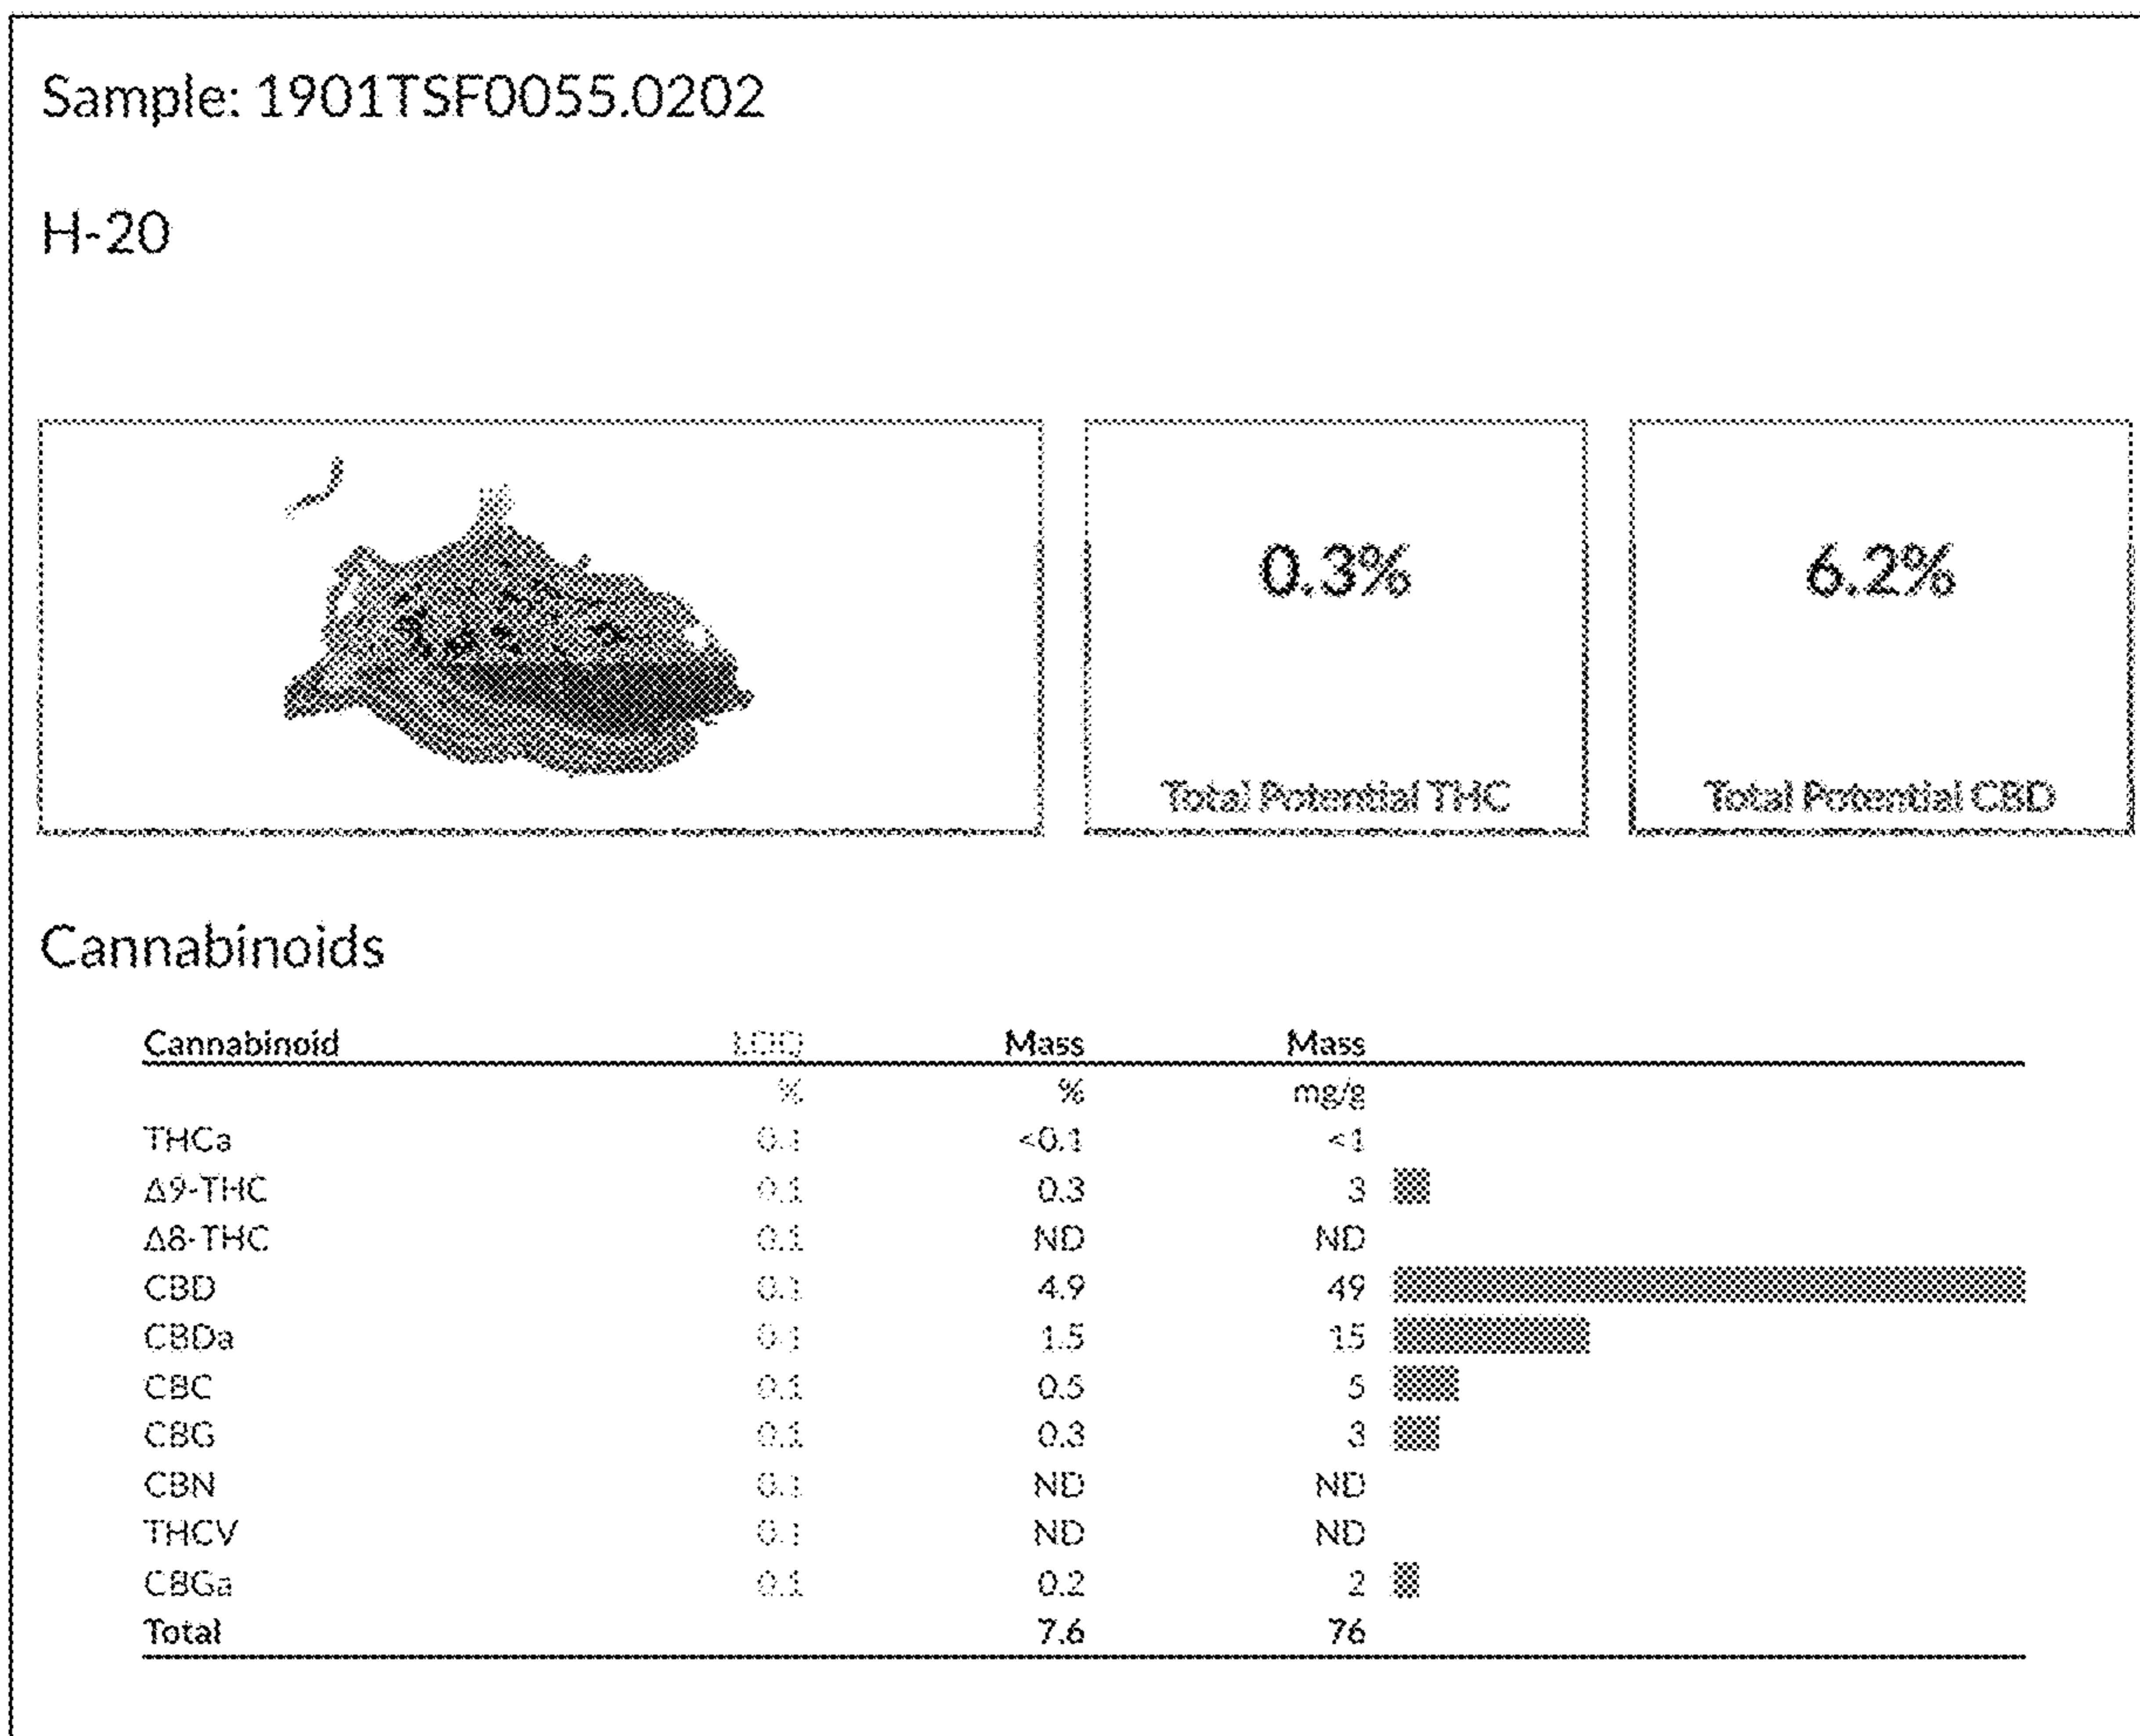 Sample: 1901TSF0055.0202
H-20
0.3%
Total Potential THC
6.2%
Total Potential CBD
Cannabinoids
Cannabinoid LOQ Mass Mass
% % mg/g
THCa 0.1 <0.1 <1
Δ9-THC 0.1 0.3 3
Δ8-THC 0.1 ND ND
CBD 0.1 4.9 49
CBDa 0.1 1.5 15
CBC 0.1 0.5 5
CBG 0.1 0.3 3
CBN 0.1 ND ND
THCV 0.1 ND ND
CBGa 0.1 0.2 2
Total 7.6 76